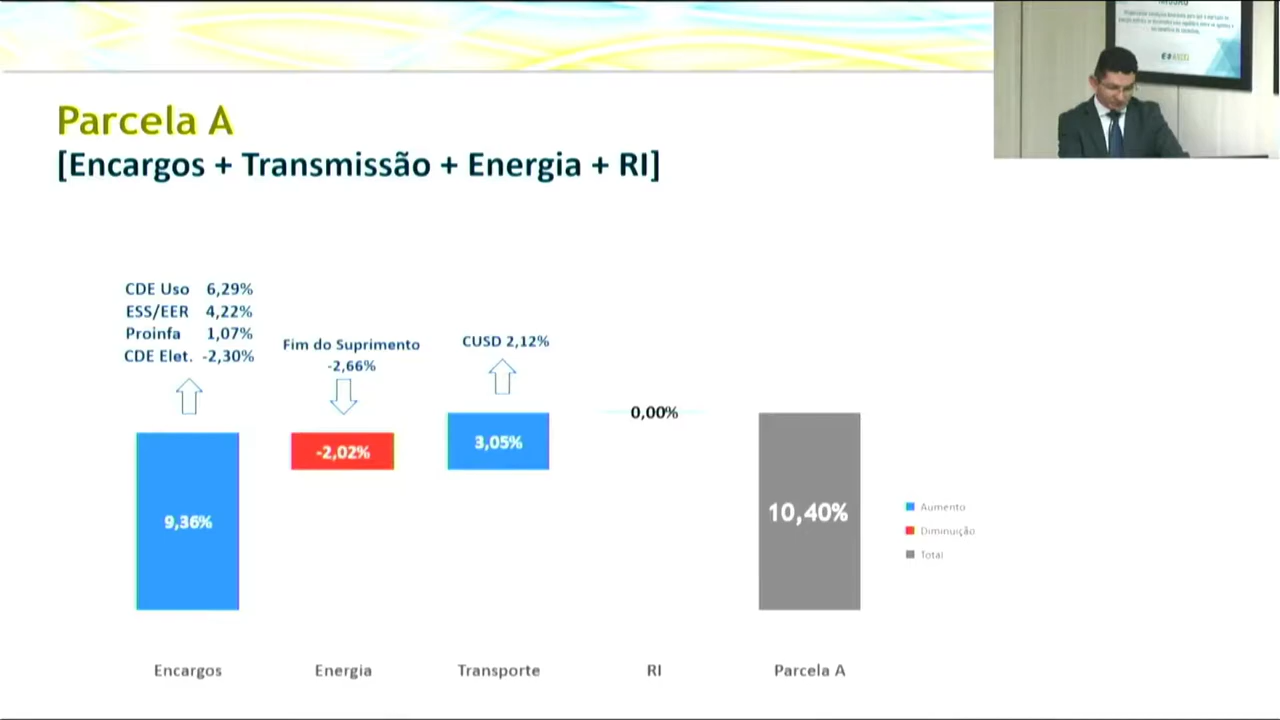 Parcela A
[Encargos + Transmissão + Energia + RI]
CDE Uso 6,29%
ESS/EER 4,22%
Proinfa 1,07%
CDE Elet. -2,30%
Fim do Suprimento
-2,66%
CUSD 2,12%
9,36%
-2,02%
3,05%
0,00%
10,40%
Aumento
Diminuição
Total
Encargos
Energia
Transporte
RI
Parcela A